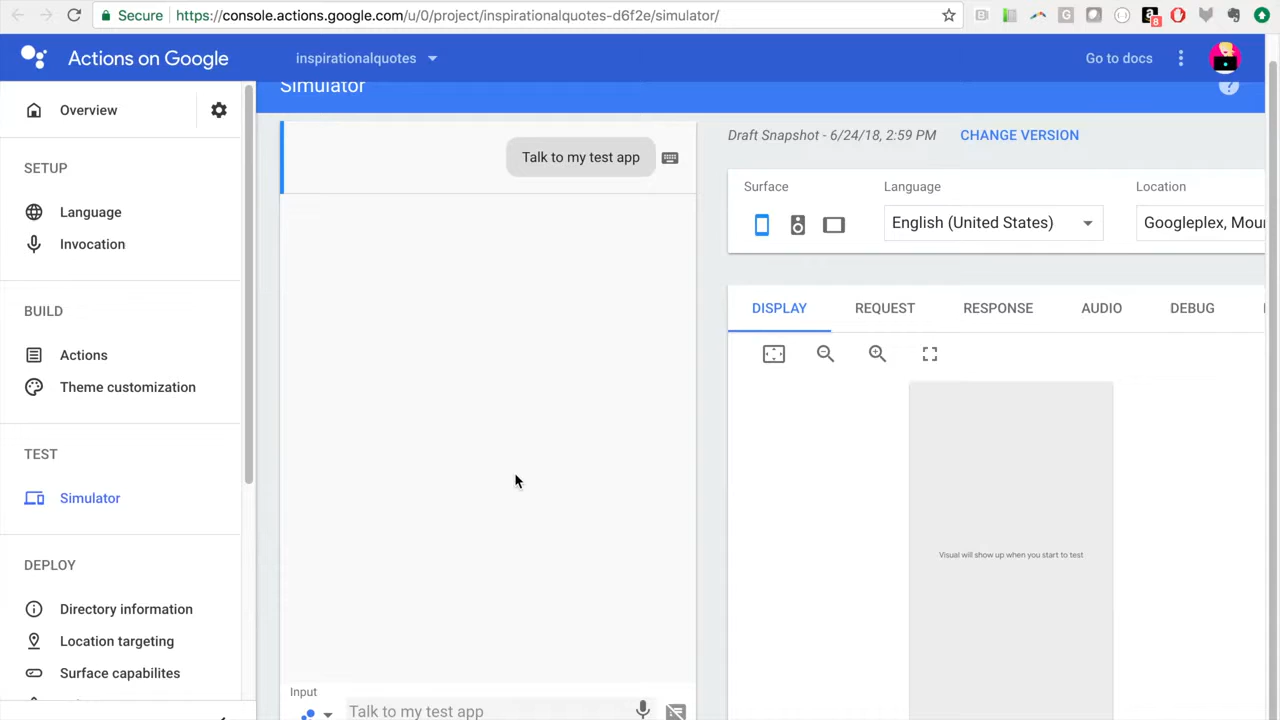 Secure
https://console.actions.google.com/u/0/project/inspirationalquotes-d6f2e/simulator/
8
Actions on Google
inspirationalquotes
Go to docs
Simulator
?
Overview
SETUP
Language
Invocation
BUILD
Actions
Theme customization
TEST
Simulator
DEPLOY
Directory information
Location targeting
Surface capabilites
Talk to my test app
Input
Talk to my test app
Draft Snapshot - 6/24/18, 2:59 PM
CHANGE VERSION
Surface
Language
Location
English (United States)
Googleplex, Mou
DISPLAY
REQUEST
RESPONSE
AUDIO
DEBUG
Visual will show up when you start to test